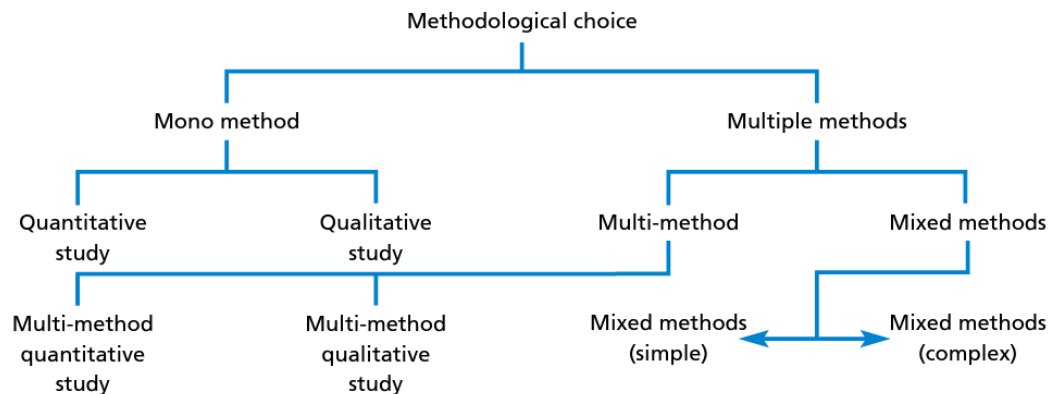 Methodological choice
Mono method
Multiple methods
Quantitative
study
Qualitative
study
Multi-method
Mixed methods
Multi-method
quantitative
study
Multi-method
qualitative
study
Mixed methods
(simple)
Mixed methods
(complex)